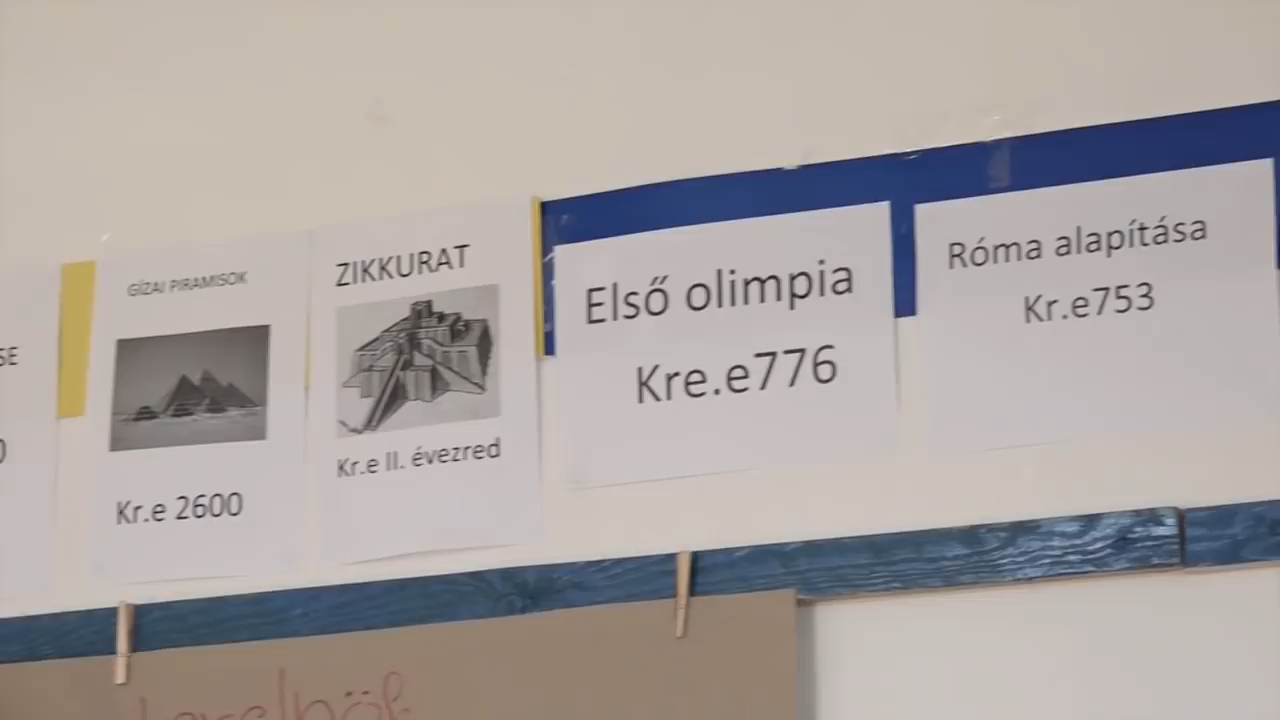 GÍZAI PIRAMISOK
Kr.e 2600
ZIKKURAT
Kr.e II. évezred
Első olimpia
Kre.e776
Róma alapítása
Kr.e753